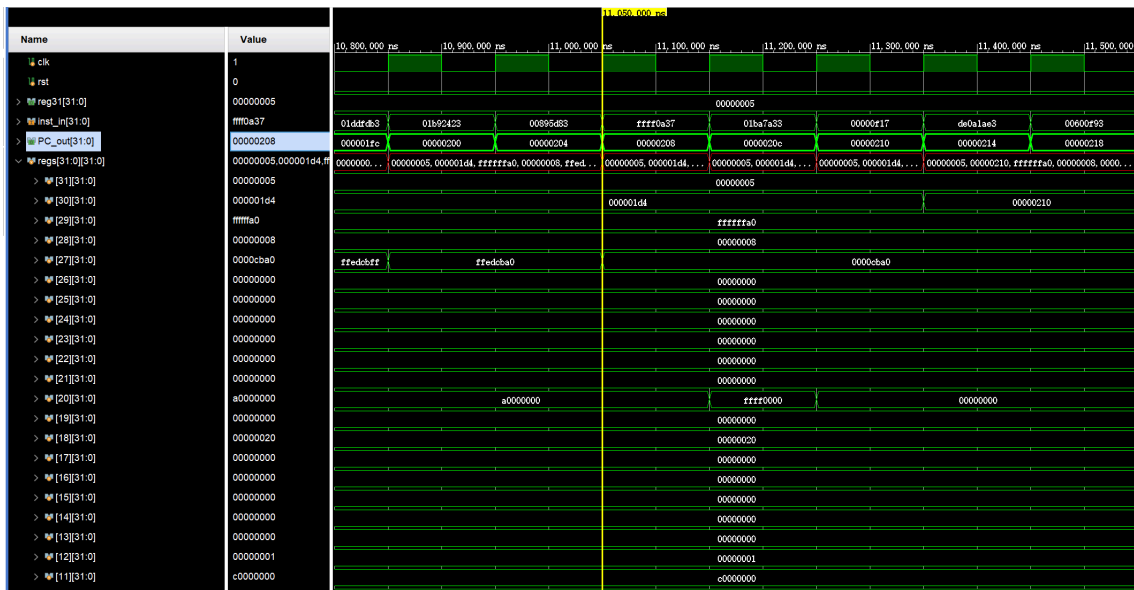 11,050.000 ns
Name Value
10,800.000 ns 10,900.000 ns 11,000.000 ns 11,100.000 ns 11,200.000 ns 11,300.000 ns 11,400.000 ns 11,500.000
clk 1
rst 0
reg31[31:0] 00000005 00000005
inst_in[31:0] ffff0a37 01ddfdb3 01b92423 00895d83 ffff0a37 01ba7a33 00000f17 de0a1ae3 00600f93
PC_out[31:0] 00000208 000001fc 00000200 00000204 00000208 0000020c 00000210 00000214 00000218
regs[31:0][31:0] 00000005,000001d4,ff 0000000... 00000005,000001d4,ffffffa0,00000008,ffed... 00000005,000001d4,... 00000005,000001d4,... 00000005,000001d4,... 00000005,00000210,ffffffa0,00000008,0000...
[31][31:0] 00000005 00000005
[30][31:0] 000001d4 000001d4 00000210
[29][31:0] ffffffa0 ffffffa0
[28][31:0] 00000008 00000008
[27][31:0] 0000cba0 ffedcbff ffedcba0 0000cba0
[26][31:0] 00000000 00000000
[25][31:0] 00000000 00000000
[24][31:0] 00000000 00000000
[23][31:0] 00000000 00000000
[22][31:0] 00000000 00000000
[21][31:0] 00000000 00000000
[20][31:0] a0000000 a0000000 ffff0000 00000000
[19][31:0] 00000000 00000000
[18][31:0] 00000020 00000020
[17][31:0] 00000000 00000000
[16][31:0] 00000000 00000000
[15][31:0] 00000000 00000000
[14][31:0] 00000000 00000000
[13][31:0] 00000000 00000000
[12][31:0] 00000001 00000001
[11][31:0] c0000000 c0000000